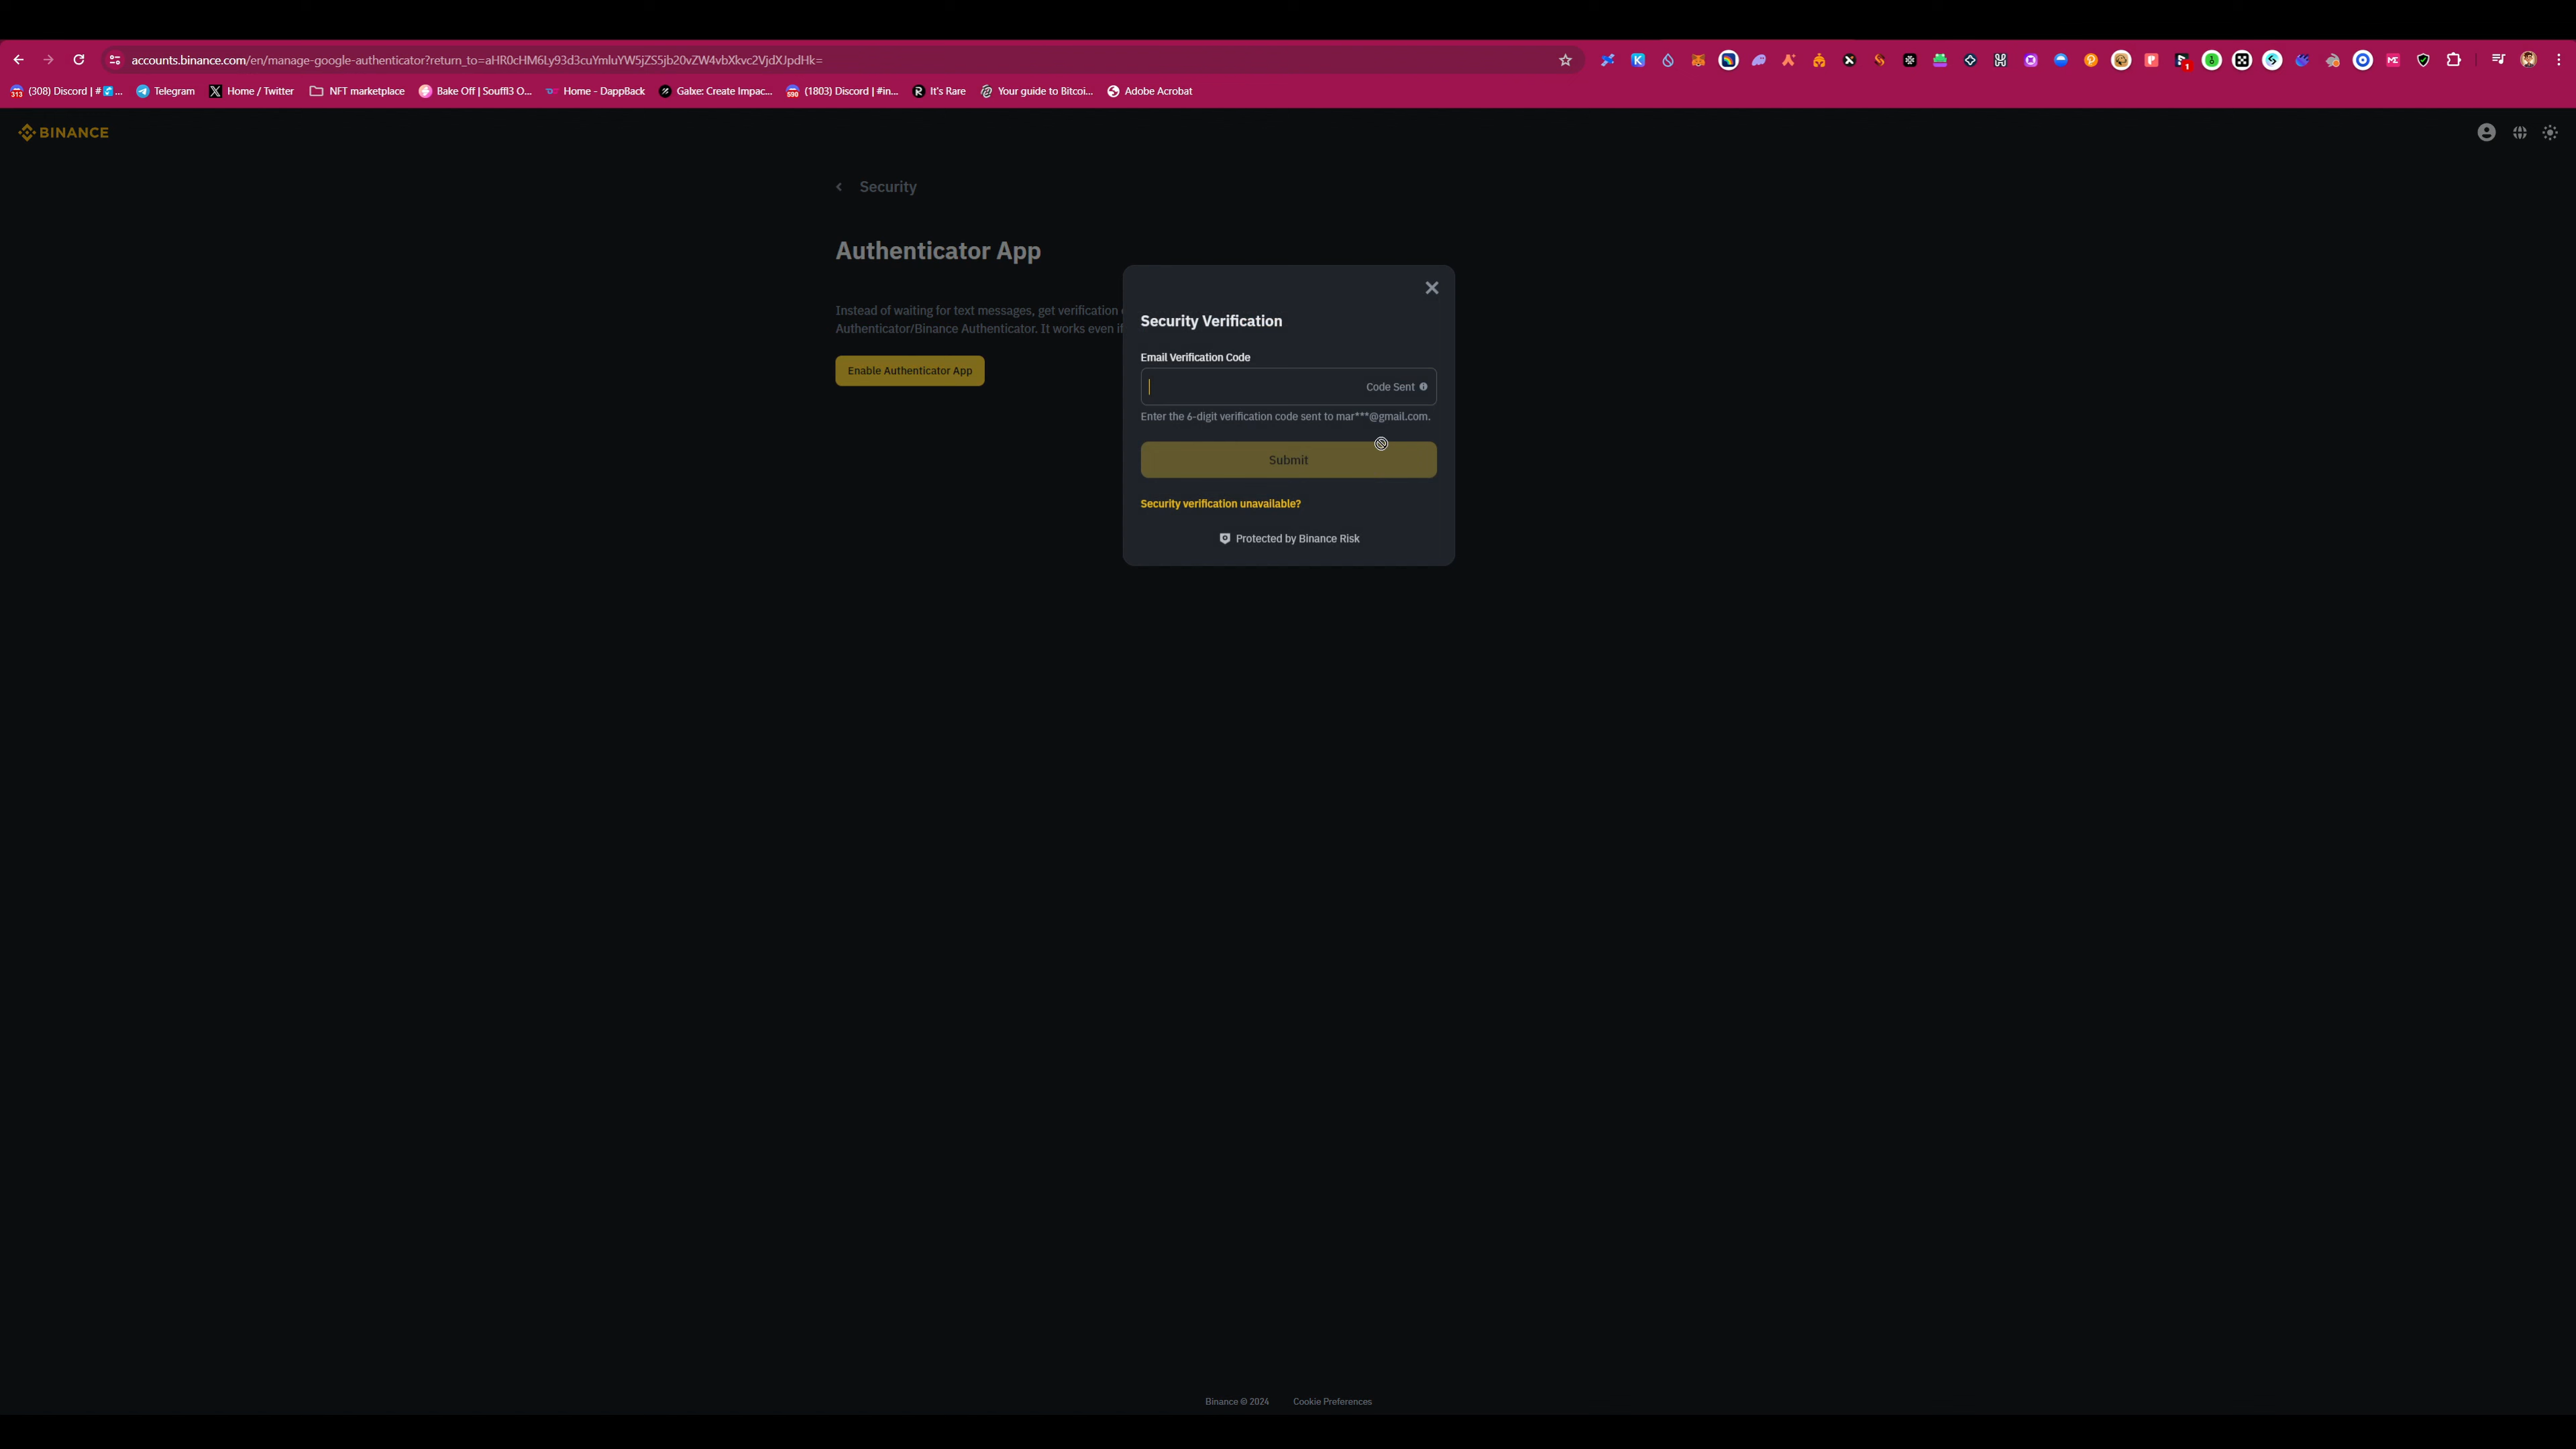 accounts.binance.com/en/manage-google-authenticator?return_to=aHR0cHM6Ly93d3cuYmluYW5jZS5jb20vZW4vbXkvc2VjdXJpdHk=
(308) Discord | # ... Telegram Home / Twitter NFT marketplace Bake Off | Souffl3 O... Home - DappBack Galxe: Create Impac... (1803) Discord | #in... It's Rare Your guide to Bitcoi... Adobe Acrobat
BINANCE
Security
Authenticator App
Instead of waiting for text messages, get verification
Authenticator/Binance Authenticator. It works even if
Enable Authenticator App
Security Verification
Email Verification Code
Code Sent
Enter the 6-digit verification code sent to mar***@gmail.com.
Submit
Security verification unavailable?
Protected by Binance Risk
Binance © 2024 Cookie Preferences